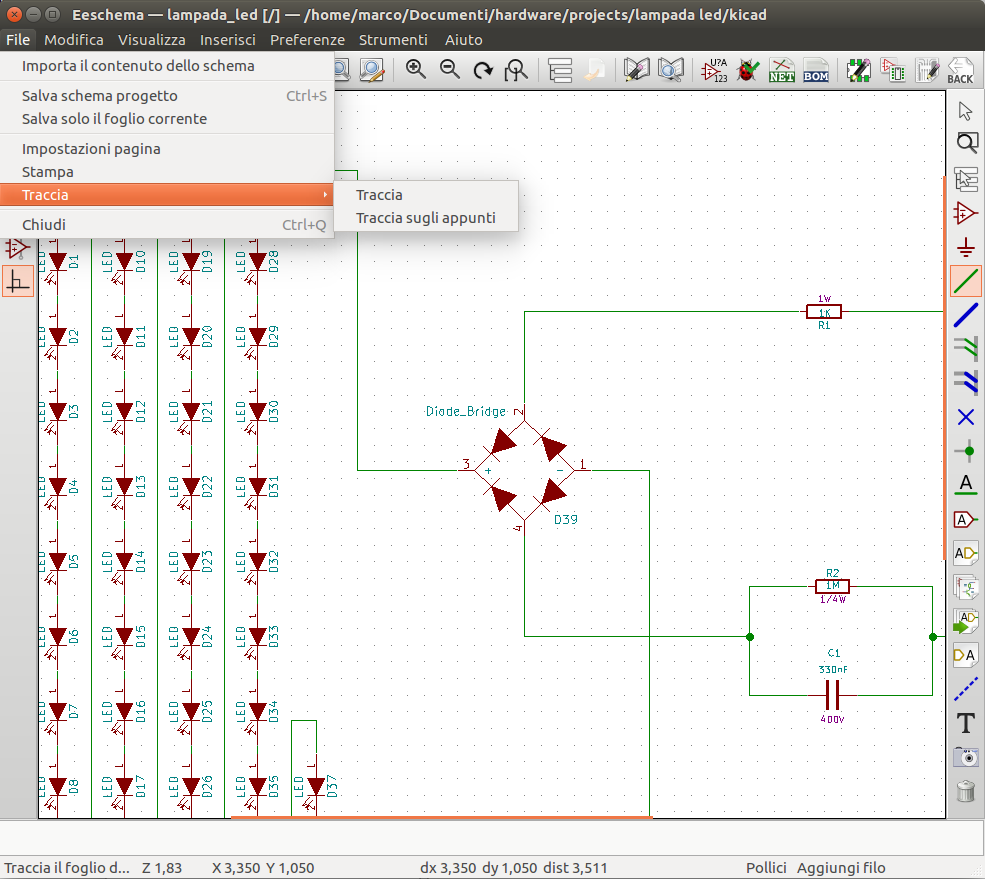 Eeschema — lampada_led [/] — /home/marco/Documenti/hardware/projects/lampada led/kicad
File Modifica Visualizza Inserisci Preferenze Strumenti Aiuto
Importa il contenuto dello schema
Salva schema progetto Ctrl+S
Salva solo il foglio corrente
Impostazioni pagina
Stampa
Traccia
Chiudi Ctrl+Q
Traccia
Traccia sugli appunti
U?A
123
NET
BOM
BACK
LED D1 LED D10 LED D19 LED D28
LED D2 LED D11 LED D20 LED D29
LED D3 LED D12 LED D21 LED D30
LED D4 LED D13 LED D22 LED D31
LED D5 LED D14 LED D23 LED D32
LED D6 LED D15 LED D24 LED D33
LED D7 LED D16 LED D25 LED D34
LED D8 LED D17 LED D26 LED D35 LED D37
1W
1K
R1
Diode_Bridge 2
3 + - 1
4 D39
R2
1M
1/4W
C1
330nF
400V
A
A
AD
AD
DA
T
Traccia il foglio d... Z 1,83 X 3,350 Y 1,050 dx 3,350 dy 1,050 dist 3,511 Pollici Aggiungi filo